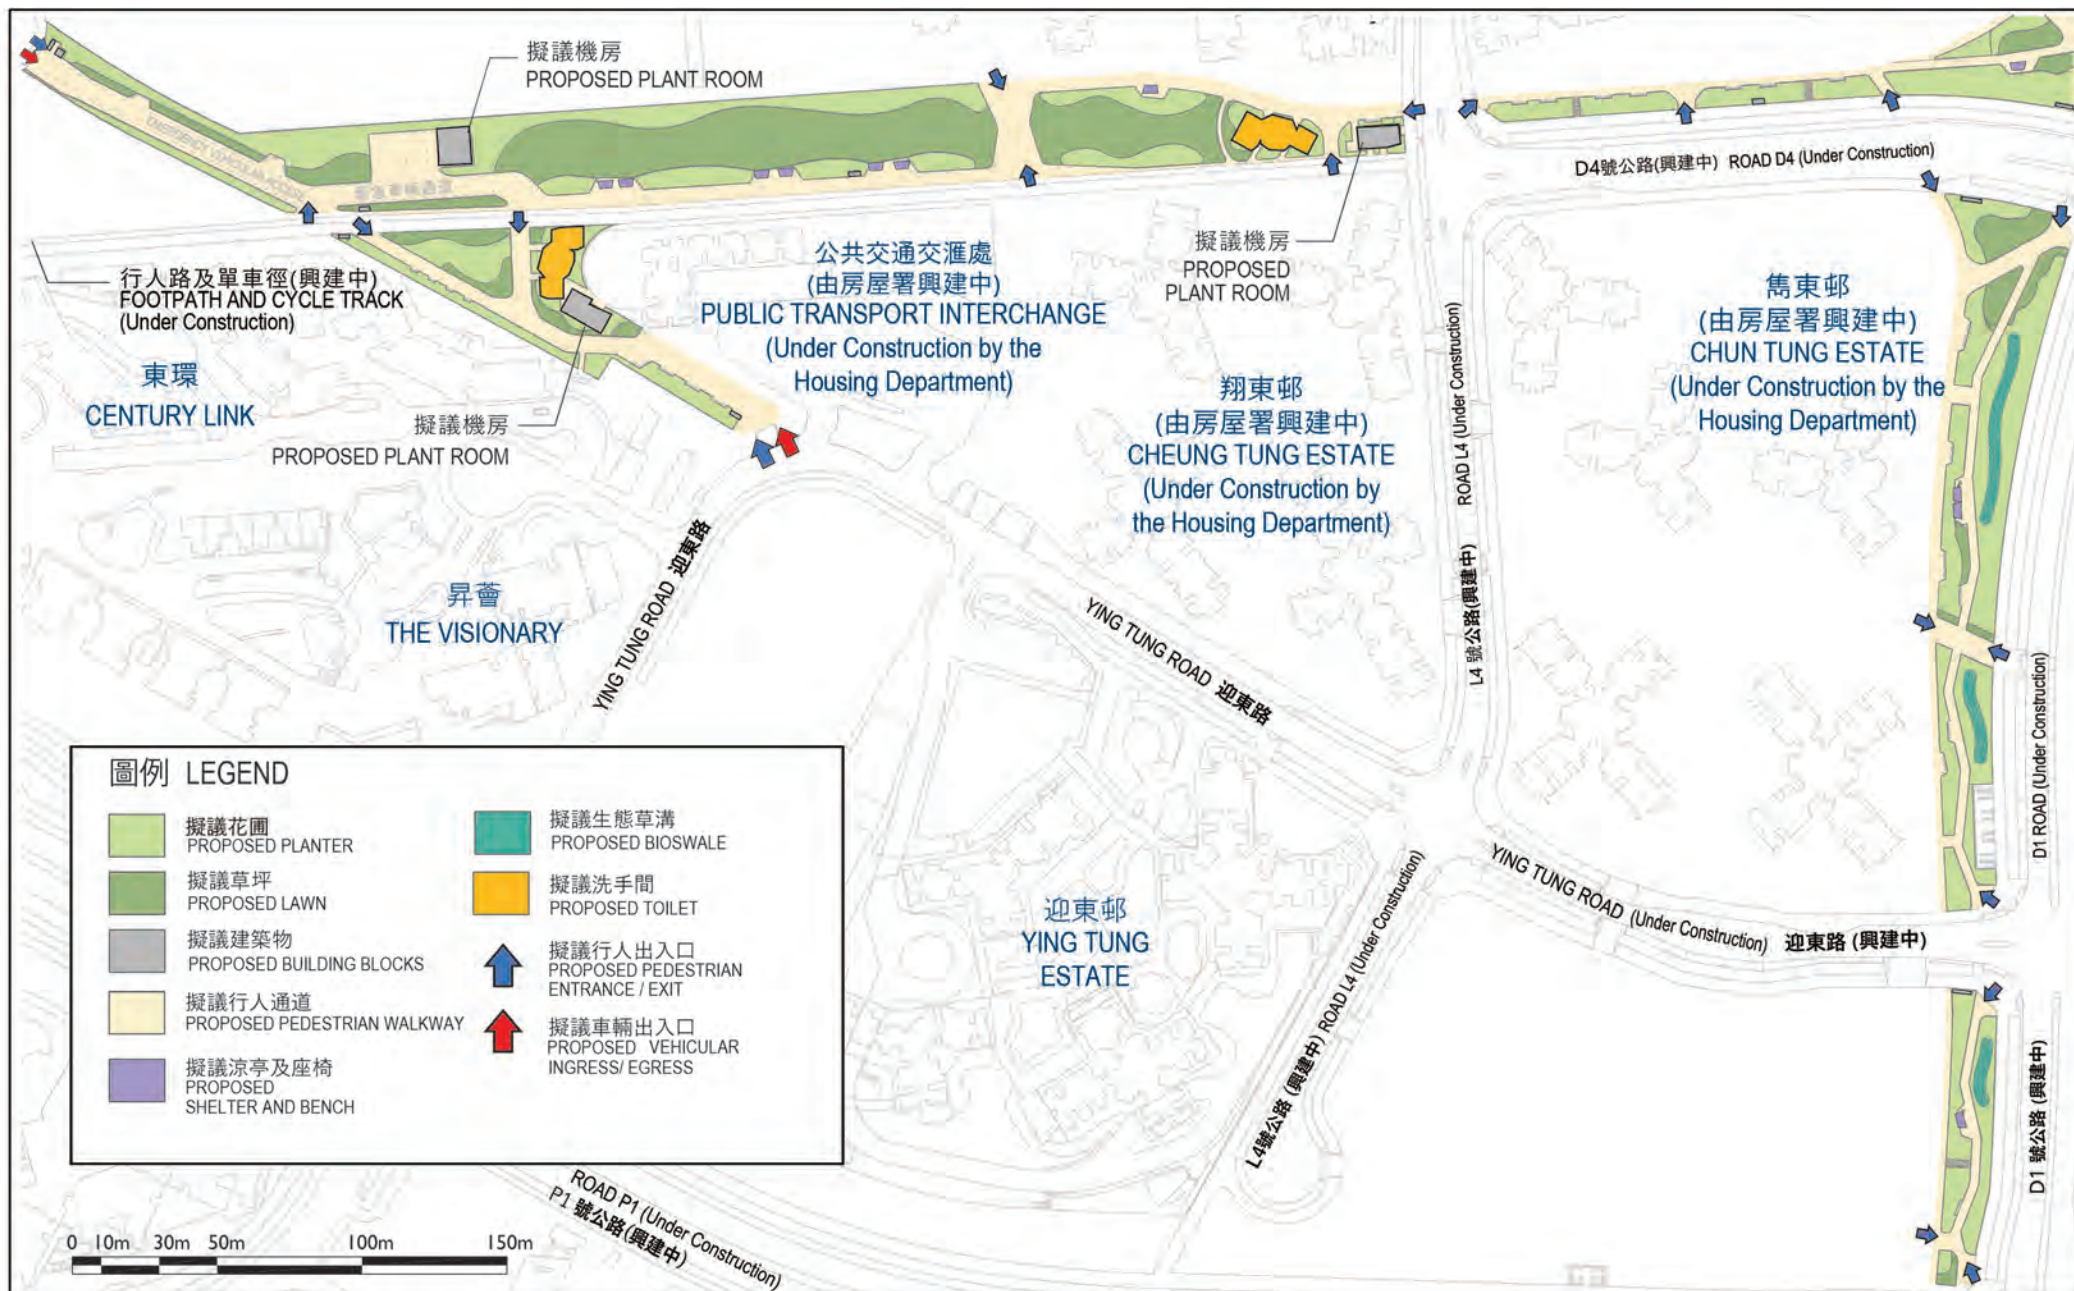 擬議機房
PROPOSED PLANT ROOM
EMERGENCY VEHICULAR ACCESS
緊急車輛通道
D4號公路(興建中) ROAD D4 (Under Construction)
行人路及單車徑(興建中)
FOOTPATH AND CYCLE TRACK
(Under Construction)
公共交通交滙處
(由房屋署興建中)
PUBLIC TRANSPORT INTERCHANGE
(Under Construction by the
Housing Department)
擬議機房
PROPOSED
PLANT ROOM
雋東邨
(由房屋署興建中)
CHUN TUNG ESTATE
(Under Construction by the
Housing Department)
東環
CENTURY LINK
擬議機房
PROPOSED PLANT ROOM
翔東邨
(由房屋署興建中)
CHEUNG TUNG ESTATE
(Under Construction by
the Housing Department)
ROAD L4 (Under Construction)
L4 號公路(興建中)
昇薈
THE VISIONARY
YING TUNG ROAD 迎東路
YING TUNG ROAD 迎東路
D1 ROAD (Under Construction)
YING TUNG ROAD (Under Construction) 迎東路 (興建中)
迎東邨
YING TUNG
ESTATE
L4號公路 (興建中) ROAD L4 (Under Construction)
D1 號公路 (興建中)
ROAD P1 (Under Construction)
P1 號公路(興建中)
圖例 LEGEND
擬議花圃
PROPOSED PLANTER
擬議草坪
PROPOSED LAWN
擬議建築物
PROPOSED BUILDING BLOCKS
擬議行人通道
PROPOSED PEDESTRIAN WALKWAY
擬議涼亭及座椅
PROPOSED
SHELTER AND BENCH
擬議生態草溝
PROPOSED BIOSWALE
擬議洗手間
PROPOSED TOILET
擬議行人出入口
PROPOSED PEDESTRIAN
ENTRANCE / EXIT
擬議車輛出入口
PROPOSED VEHICULAR
INGRESS/ EGRESS
0 10m 30m 50m 100m 150m